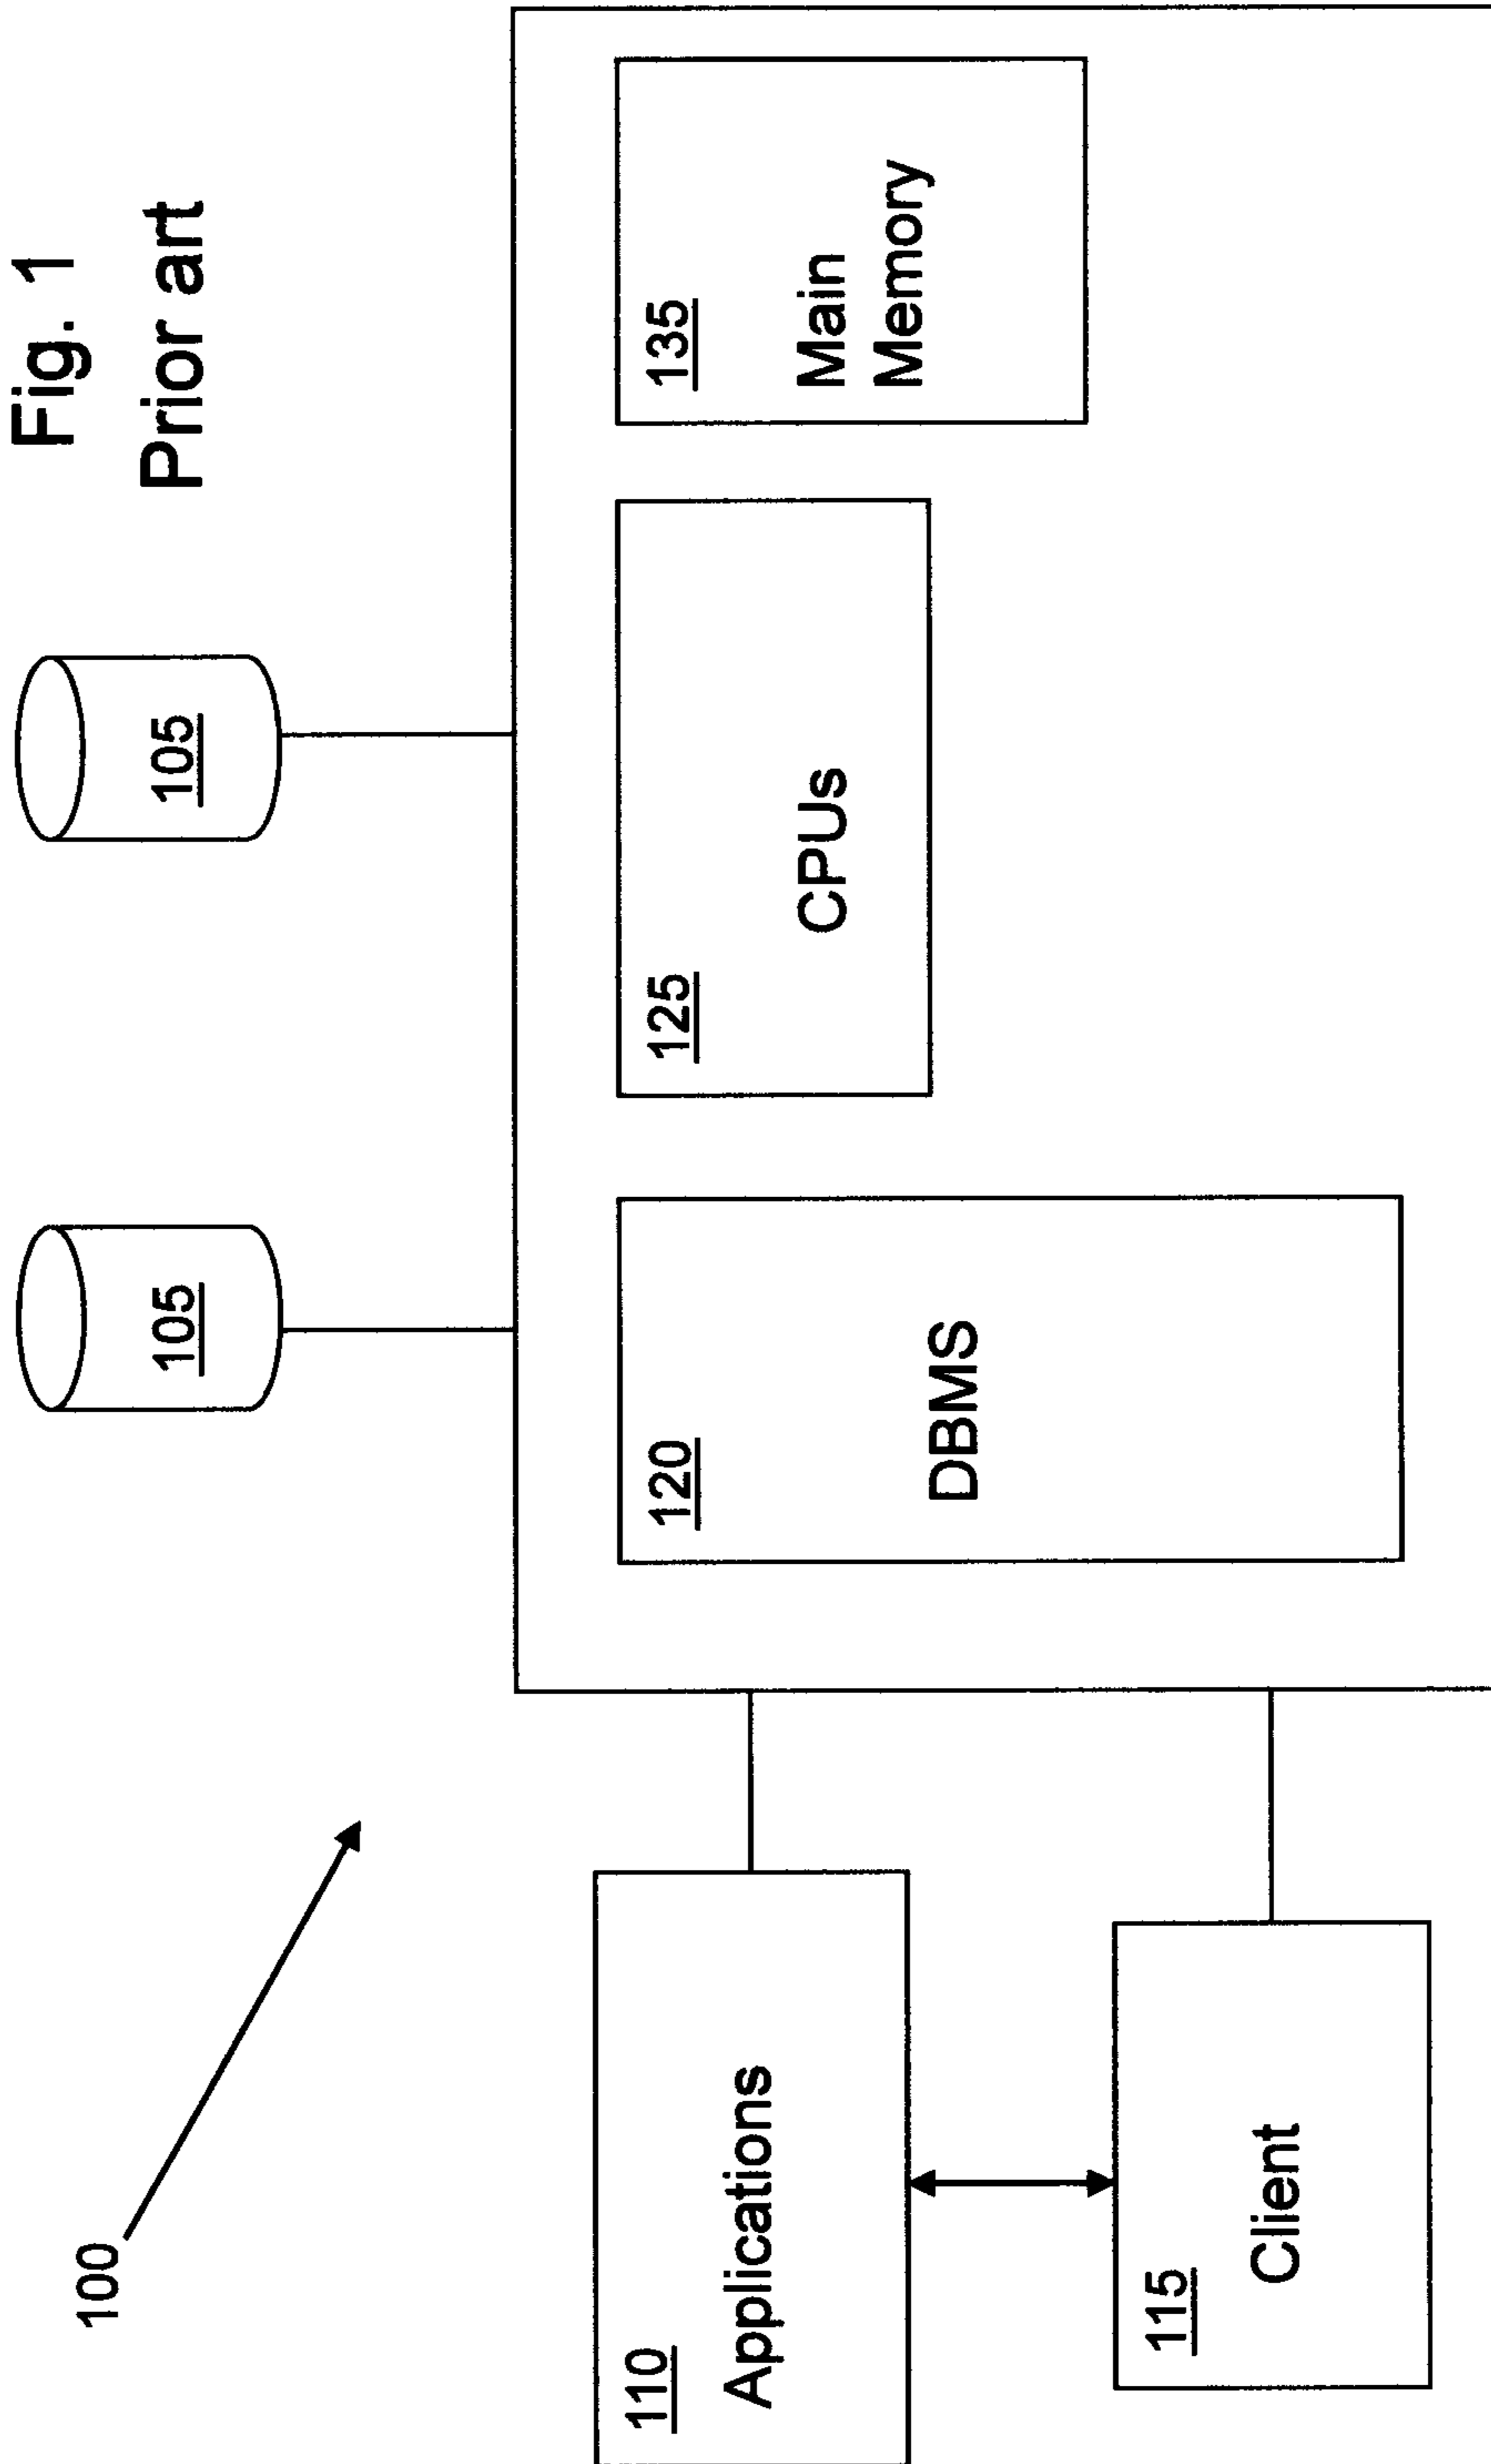 Fig. 1
Prior art
100
105
105
110
Applications
115
Client
120
DBMS
125
CPUs
135
Main
Memory